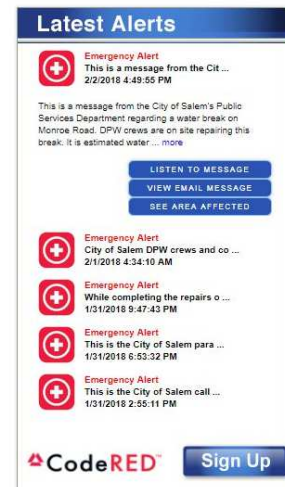 Latest Alerts
Emergency Alert
This is a message from the Cit ...
2/2/2018 4:49:55 PM
This is a message from the City of Salem's Public
Services Department regarding a water break on
Monroe Road. DPW crews are on site repairing this
break. It is estimated water ... more
LISTEN TO MESSAGE
VIEW EMAIL MESSAGE
SEE AREA AFFECTED
Emergency Alert
City of Salem DPW crews and co ...
2/1/2018 4:34:10 AM
Emergency Alert
While completing the repairs o ...
1/31/2018 9:47:43 PM
Emergency Alert
This is the City of Salem para ...
1/31/2018 6:53:32 PM
Emergency Alert
This is the City of Salem call ...
1/31/2018 2:55:11 PM
CodeRED
Sign Up